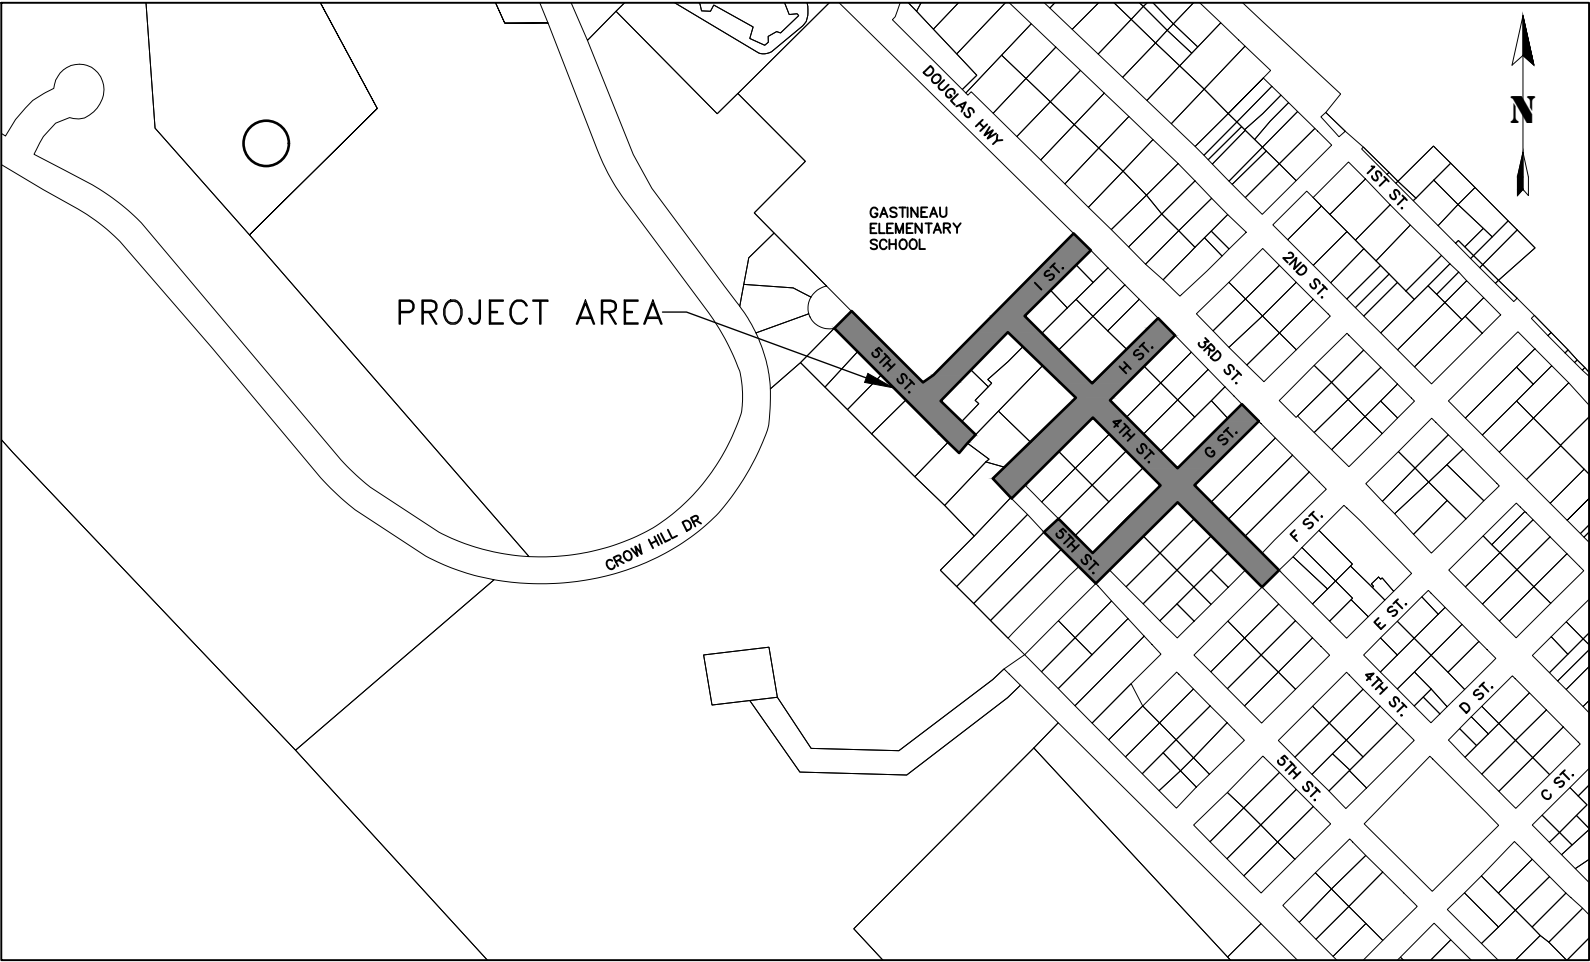 DOUGLAS HWY
N
1ST ST.
GASTINEAU
ELEMENTARY
SCHOOL
2ND ST.
I ST.
PROJECT AREA
5TH ST.
H ST.
3RD ST.
4TH ST.
G ST.
F ST.
CROW HILL DR
5TH ST.
E ST.
4TH ST.
D ST.
5TH ST.
C ST.